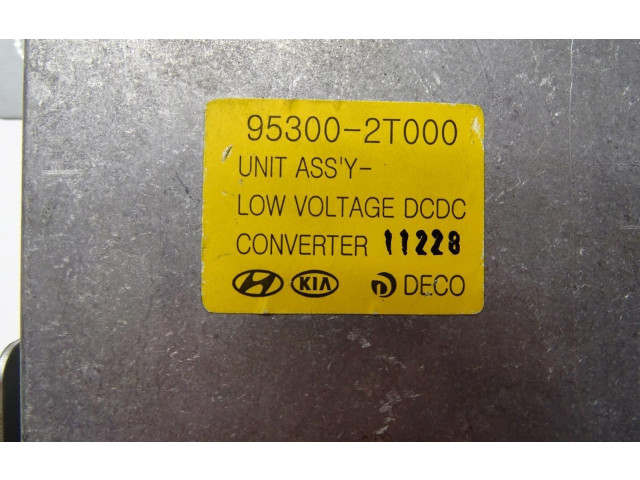 95300-2T000
UNIT ASS'Y-
LOW VOLTAGE DCDC
CONVERTER 11228
KIA DECO